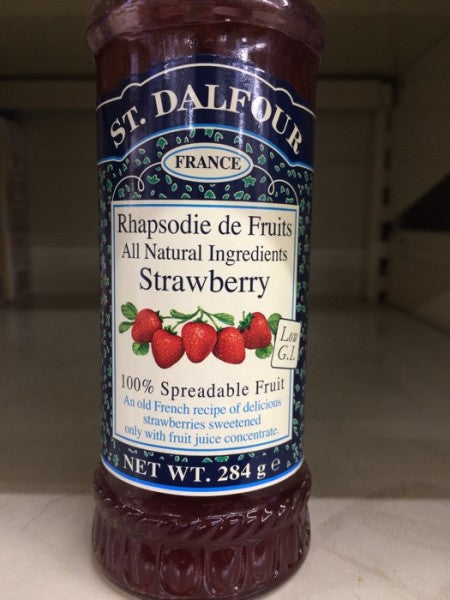 ST. DALFOUR
FRANCE
Rhapsodie de Fruits
All Natural Ingredients
Strawberry
Low
G.I.
100% Spreadable Fruit
An old French recipe of delicious
strawberries sweetened
only with fruit juice concentrate.
NET WT. 284 g ℮